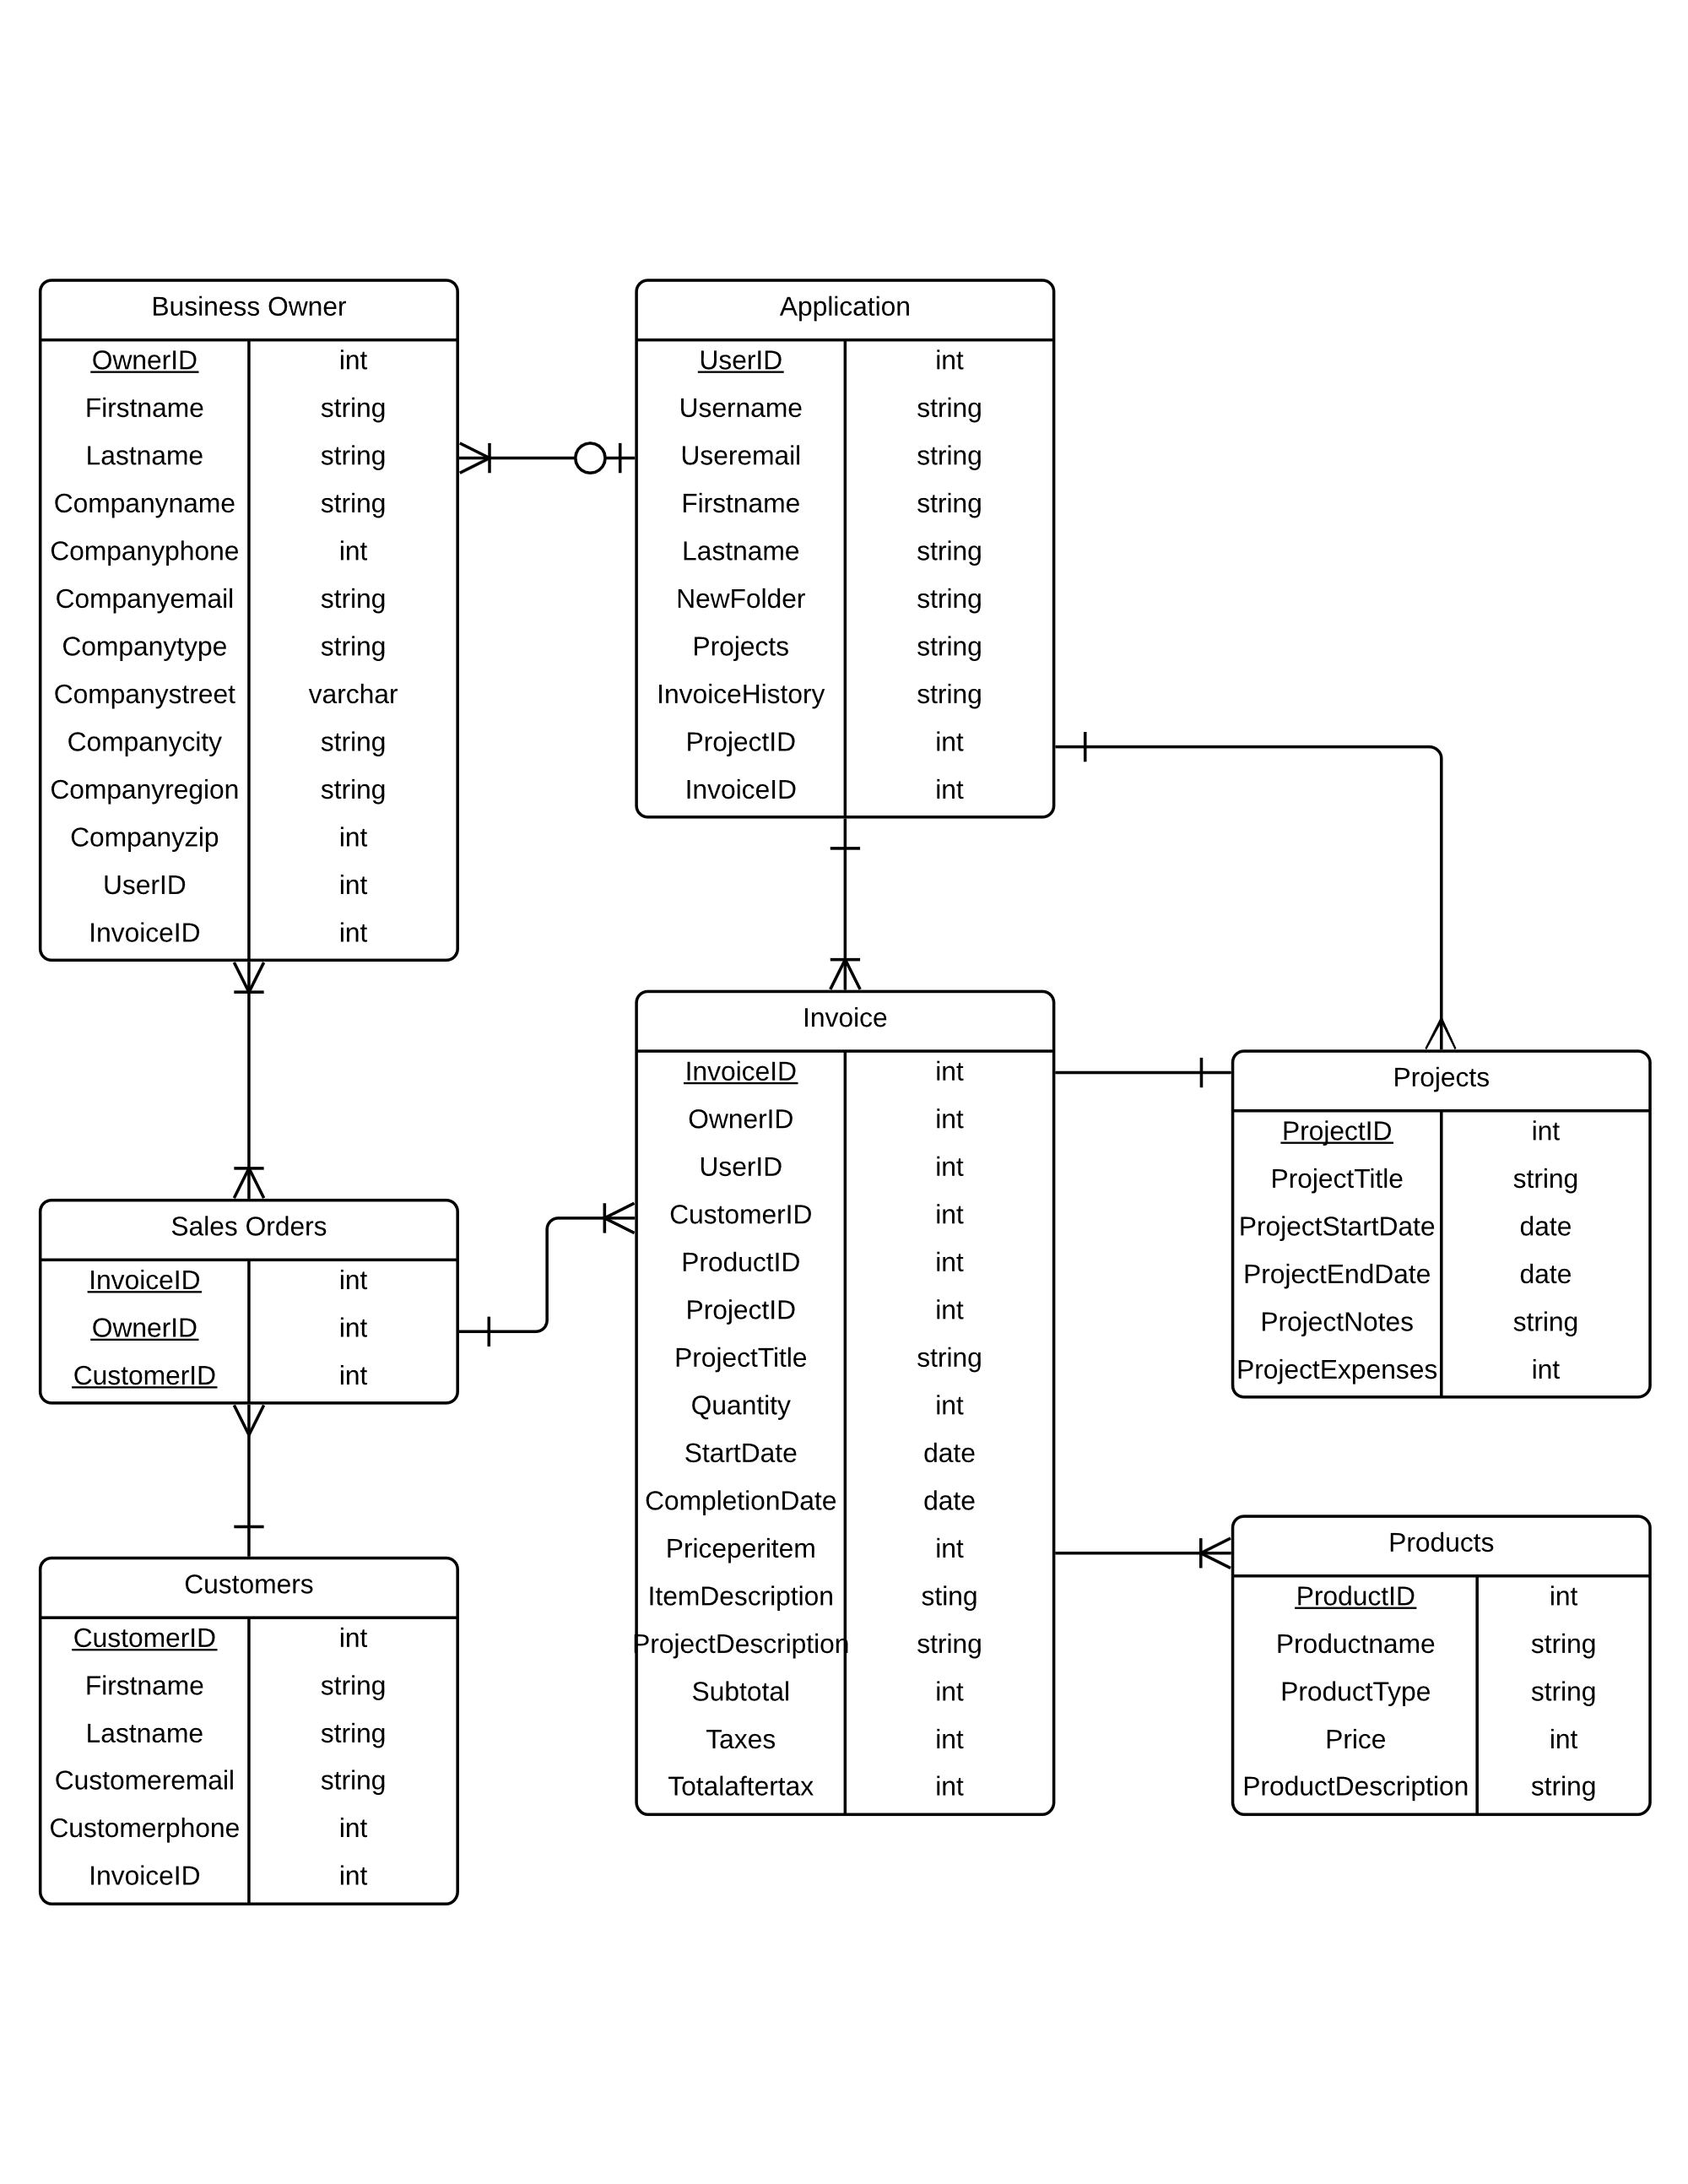 Business Owner
OwnerID int
Firstname string
Lastname string
Companyname string
Companyphone int
Companyemail string
Companytype string
Companystreet varchar
Companycity string
Companyregion string
Companyzip int
UserID int
InvoiceID int
Application
UserID int
Username string
Useremail string
Firstname string
Lastname string
NewFolder string
Projects string
InvoiceHistory string
ProjectID int
InvoiceID int
Invoice
InvoiceID int
OwnerID int
UserID int
CustomerID int
ProductID int
ProjectID int
ProjectTitle string
Quantity int
StartDate date
CompletionDate date
Priceperitem int
ItemDescription sting
ProjectDescription string
Subtotal int
Taxes int
Totalaftertax int
Projects
ProjectID int
ProjectTitle string
ProjectStartDate date
ProjectEndDate date
ProjectNotes string
ProjectExpenses int
Sales Orders
InvoiceID int
OwnerID int
CustomerID int
Products
ProductID int
Productname string
ProductType string
Price int
ProductDescription string
Customers
CustomerID int
Firstname string
Lastname string
Customeremail string
Customerphone int
InvoiceID int